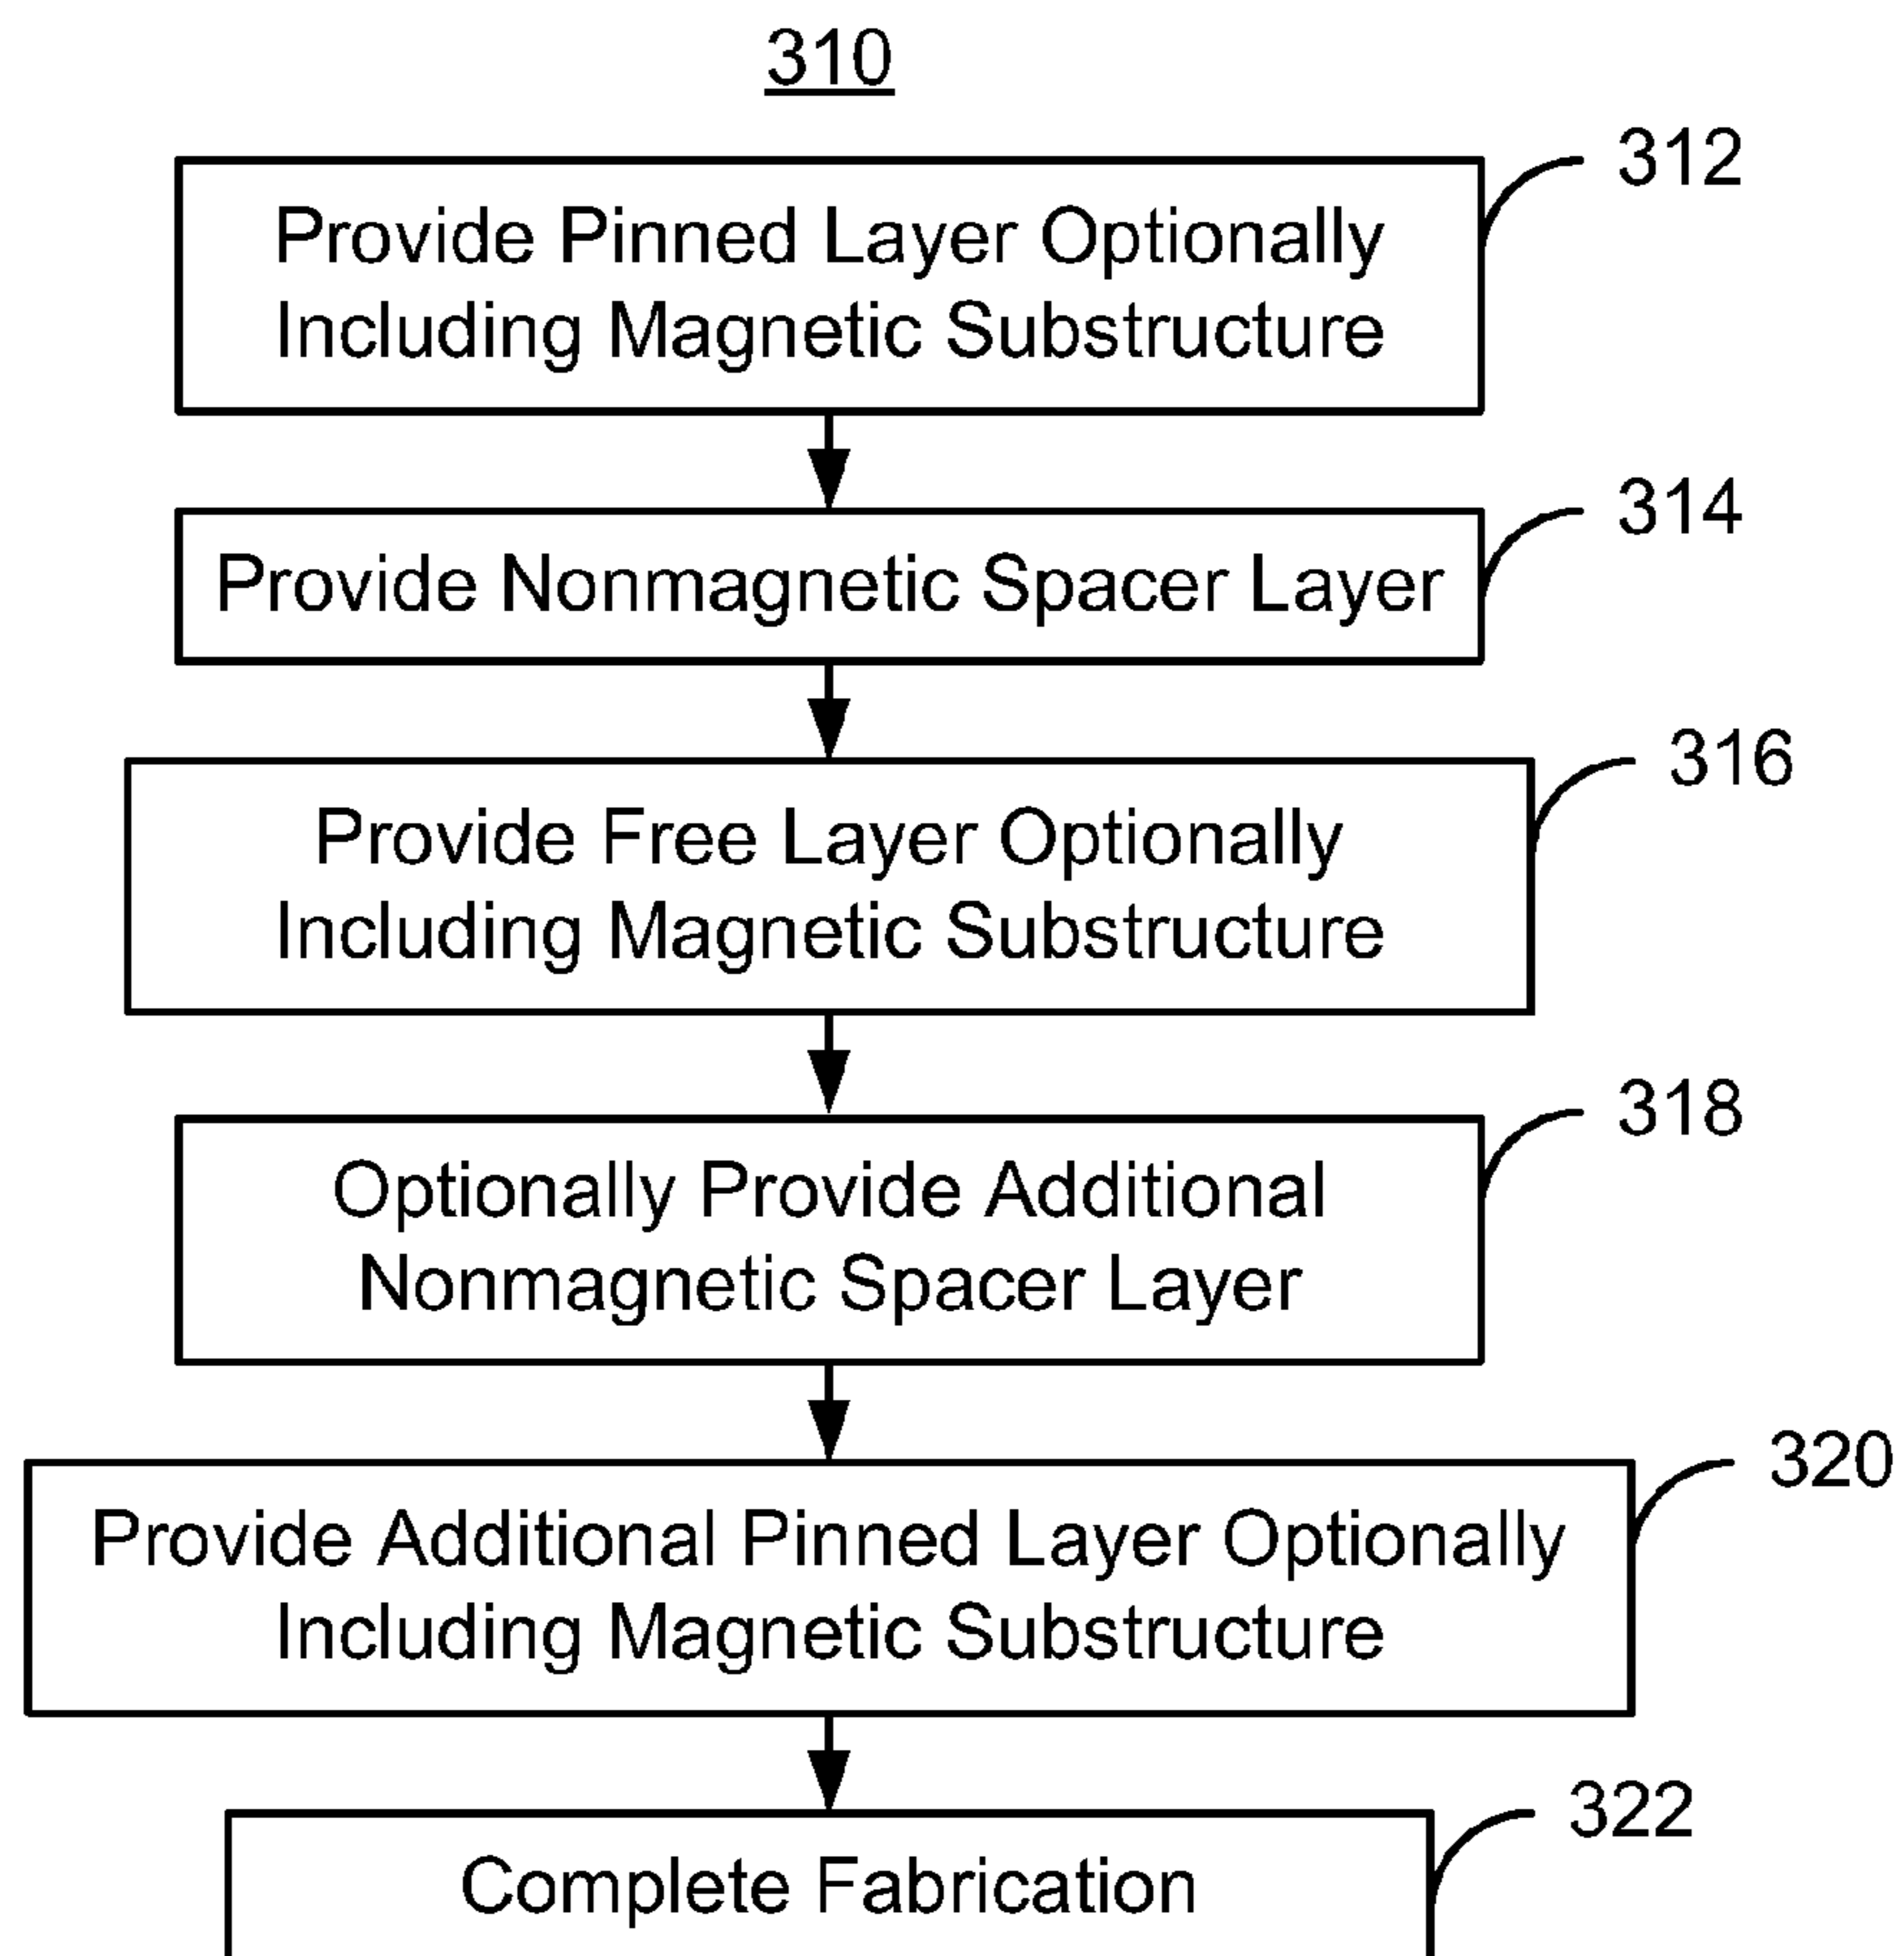 310
312
Provide Pinned Layer Optionally
Including Magnetic Substructure
314
Provide Nonmagnetic Spacer Layer
316
Provide Free Layer Optionally
Including Magnetic Substructure
318
Optionally Provide Additional
Nonmagnetic Spacer Layer
320
Provide Additional Pinned Layer Optionally
Including Magnetic Substructure
322
Complete Fabrication